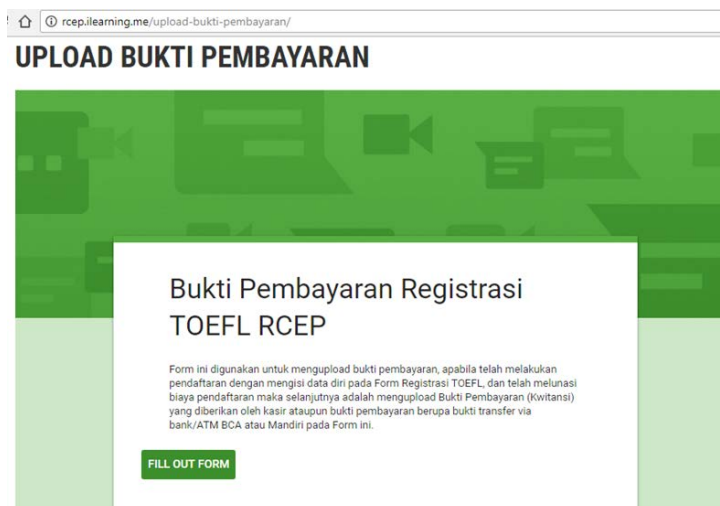 rcep.ilearning.me/upload-bukti-pembayaran/
UPLOAD BUKTI PEMBAYARAN
Bukti Pembayaran Registrasi
TOEFL RCEP
Form ini digunakan untuk mengupload bukti pembayaran, apabila telah melakukan
pendaftaran dengan mengisi data diri pada Form Registrasi TOEFL, dan telah melunasi
biaya pendaftaran maka selanjutnya adalah mengupload Bukti Pembayaran (Kwitansi)
yang diberikan oleh kasir ataupun bukti pembayaran berupa bukti transfer via
bank/ATM BCA atau Mandiri pada Form ini.
FILL OUT FORM